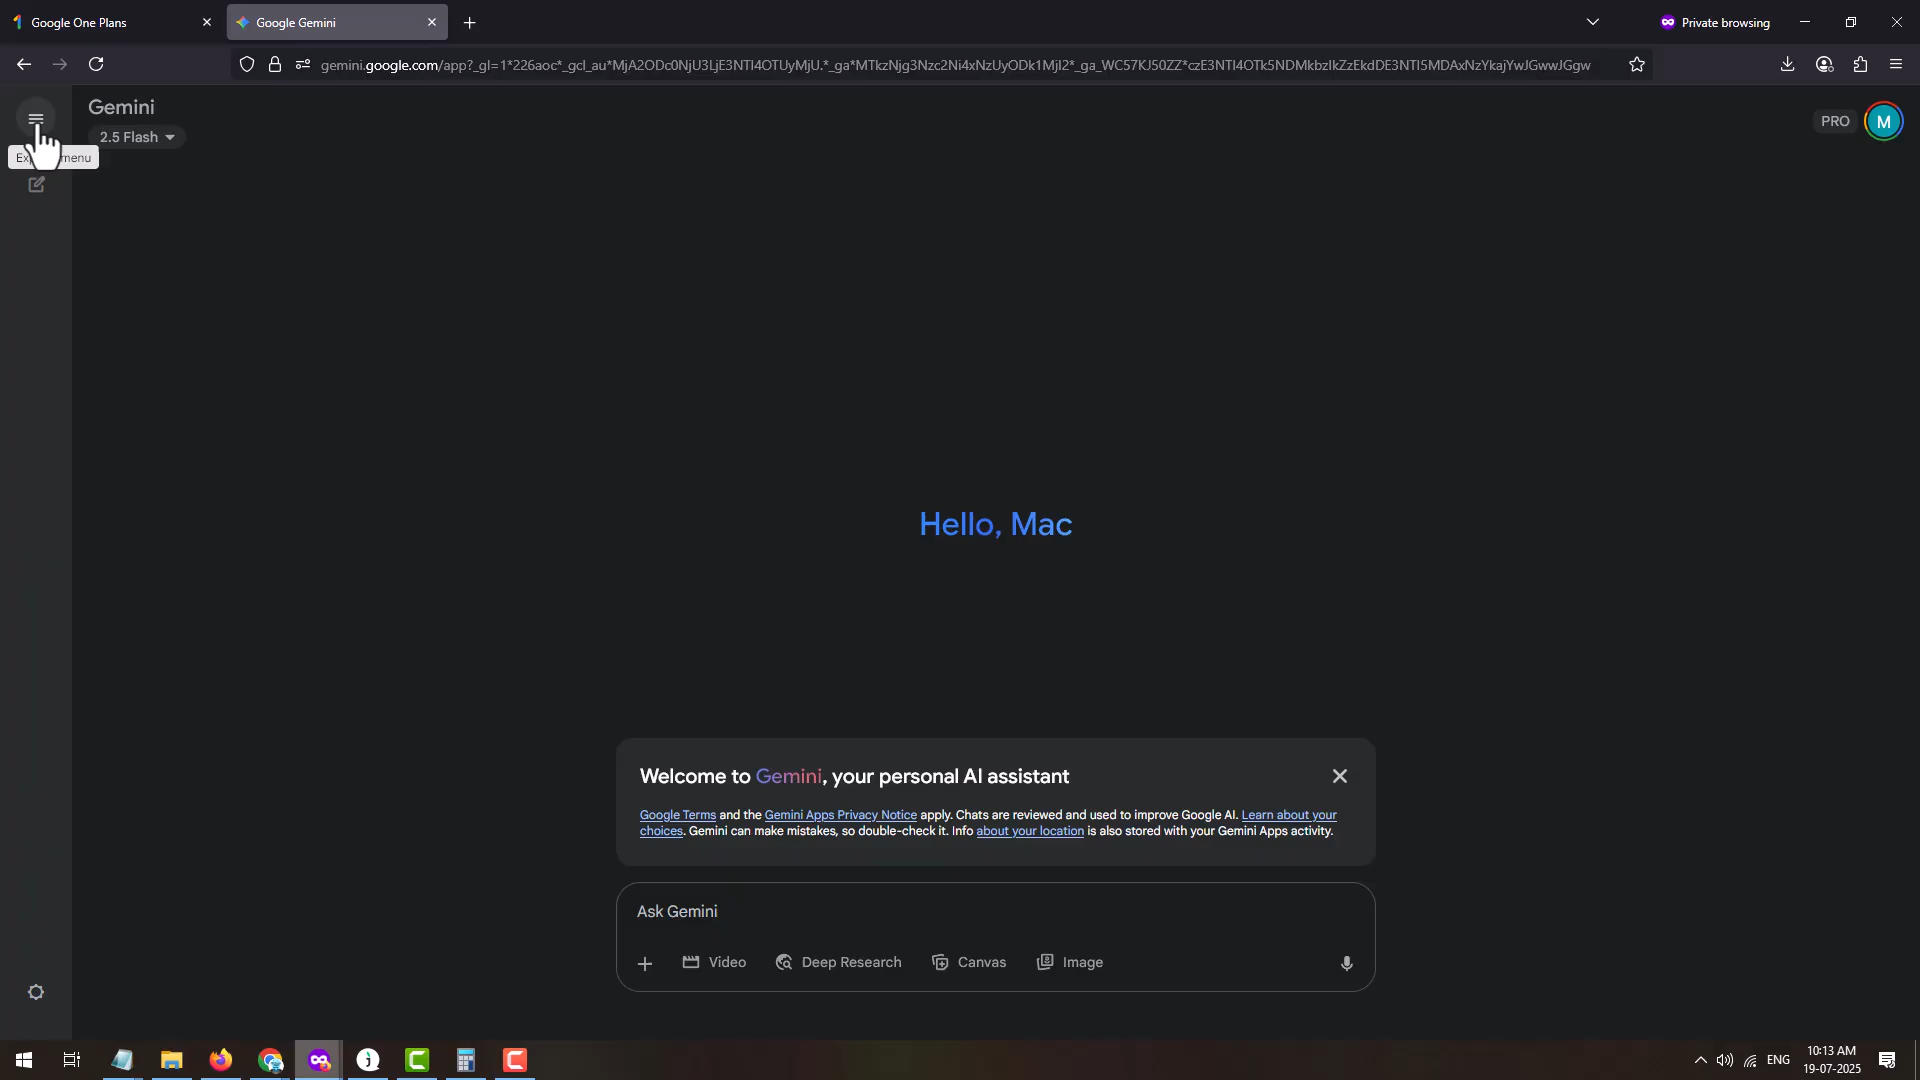 Google One Plans
Google Gemini
Private browsing
gemini.google.com/app?_gl=1*226aoc*_gcl_au*MjA2ODc0NjU3LjE3NTI4OTUyMjU.*_ga*MTkzNjg3Nzc2Ni4xNzUyODk1MjI2*_ga_WC57KJ50ZZ*czE3NTI4OTk5NDMkbzIkZzEkdDE3NTI5MDAxNzYkajYwJGwwJGgw
Gemini
2.5 Flash
PRO
M
menu
Hello, Mac
Welcome to Gemini, your personal AI assistant
Google Terms and the Gemini Apps Privacy Notice apply. Chats are reviewed and used to improve Google AI. Learn about your
choices. Gemini can make mistakes, so double-check it. Info about your location is also stored with your Gemini Apps activity.
Ask Gemini
Video
Deep Research
Canvas
Image
ENG
10:13 AM
19-07-2025